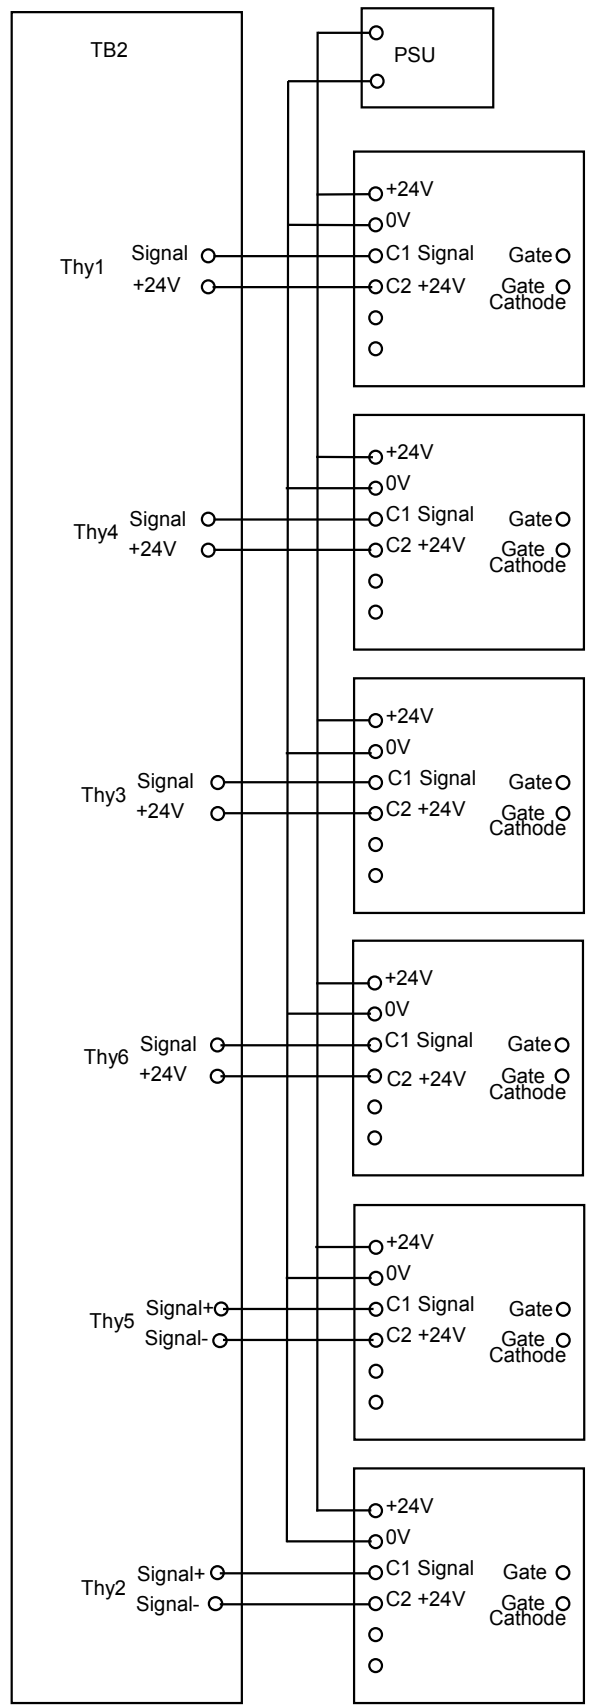 TB2
PSU
Thy1
Signal
+24V
+24V
0V
C1 Signal
C2 +24V
Gate
Gate
Cathode
Thy4
Signal
+24V
+24V
0V
C1 Signal
C2 +24V
Gate
Gate
Cathode
Thy3
Signal
+24V
+24V
0V
C1 Signal
C2 +24V
Gate
Gate
Cathode
Thy6
Signal
+24V
+24V
0V
C1 Signal
C2 +24V
Gate
Gate
Cathode
Thy5
Signal+
Signal-
+24V
0V
C1 Signal
C2 +24V
Gate
Gate
Cathode
Thy2
Signal+
Signal-
+24V
0V
C1 Signal
C2 +24V
Gate
Gate
Cathode